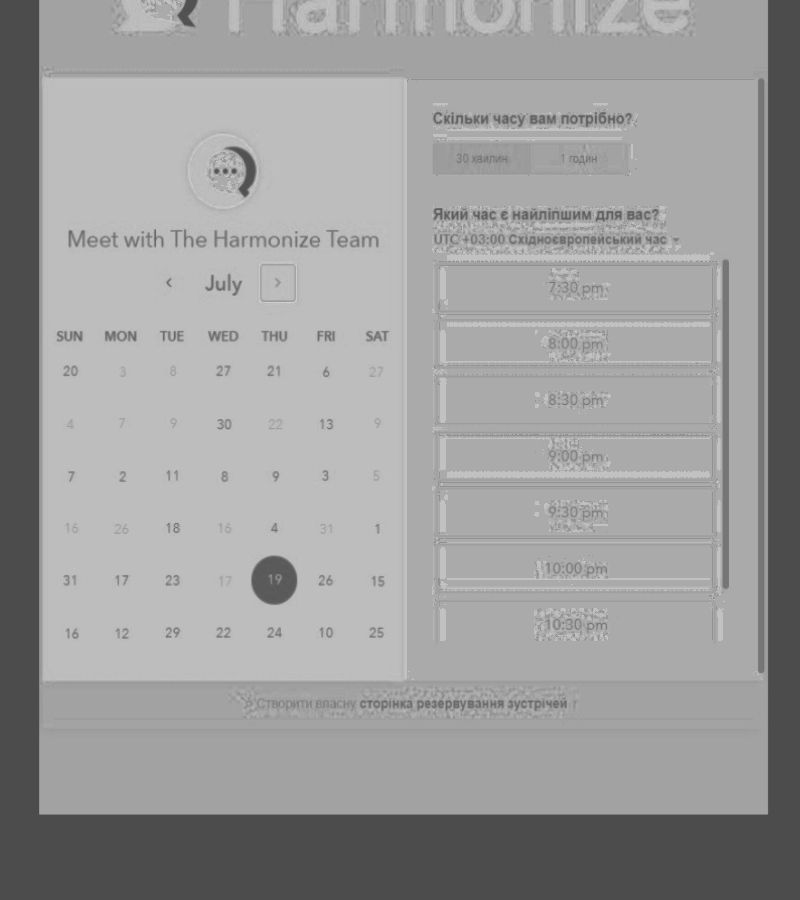 Harmonize
Meet with The Harmonize Team
July
SUN MON TUE WED THU FRI SAT
20 3 8 27 21 6 27
4 7 9 30 22 13 9
7 2 11 8 9 3 5
16 26 18 16 4 31 1
31 17 23 17 19 26 15
16 12 29 22 24 10 25
Скільки часу вам потрібно?
30 хвилин 1 годин
Який час є найліпшим для вас?
UTC +03:00 Східноєвропейський час
7:30 pm
8:00 pm
8:30 pm
9:00 pm
9:30 pm
10:00 pm
10:30 pm
Створити власну сторінка резервування зустрічей